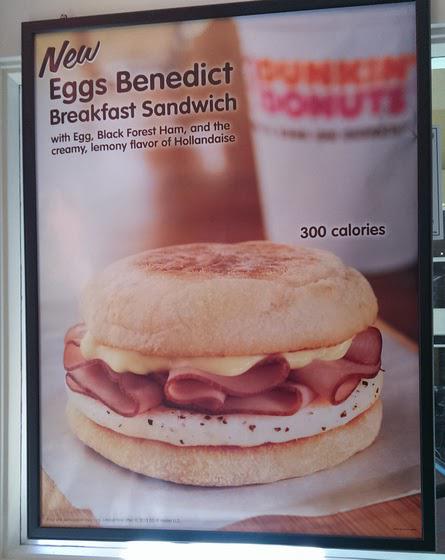 New
Eggs Benedict
Breakfast Sandwich
with Egg, Black Forest Ham, and the
creamy, lemony flavor of Hollandaise
DUNKIN'
DONUTS
300 calories